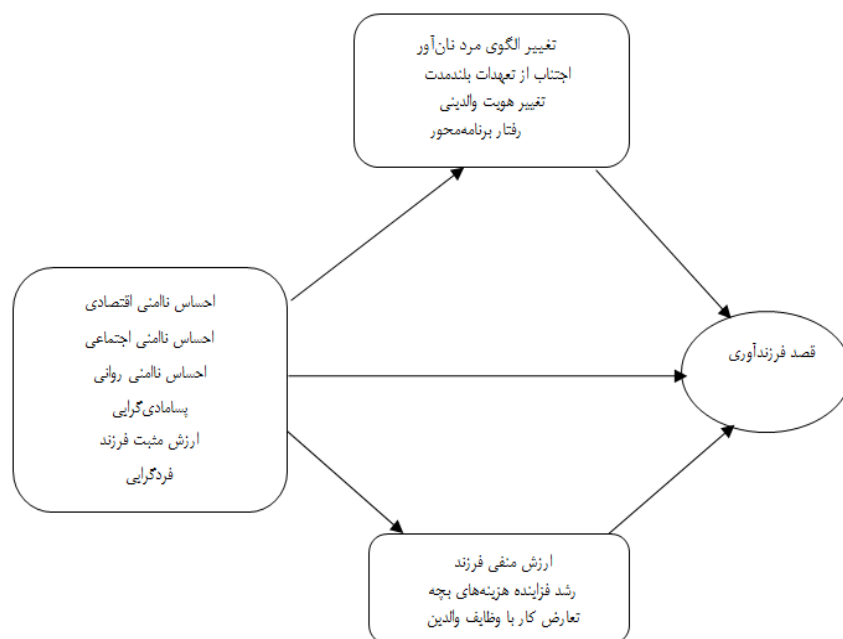 تغییر الگوی مرد نان‌آور
اجتناب از تعهدات بلندمدت
تغییر هویت والدینی
رفتار برنامه‌محور
احساس ناامنی اقتصادی
احساس ناامنی اجتماعی
احساس ناامنی روانی
پسامادی‌گرایی
ارزش مثبت فرزند
فردگرایی
قصد فرزندآوری
ارزش منفی فرزند
رشد فزاینده هزینه‌های بچه
تعارض کار با وظایف والدین